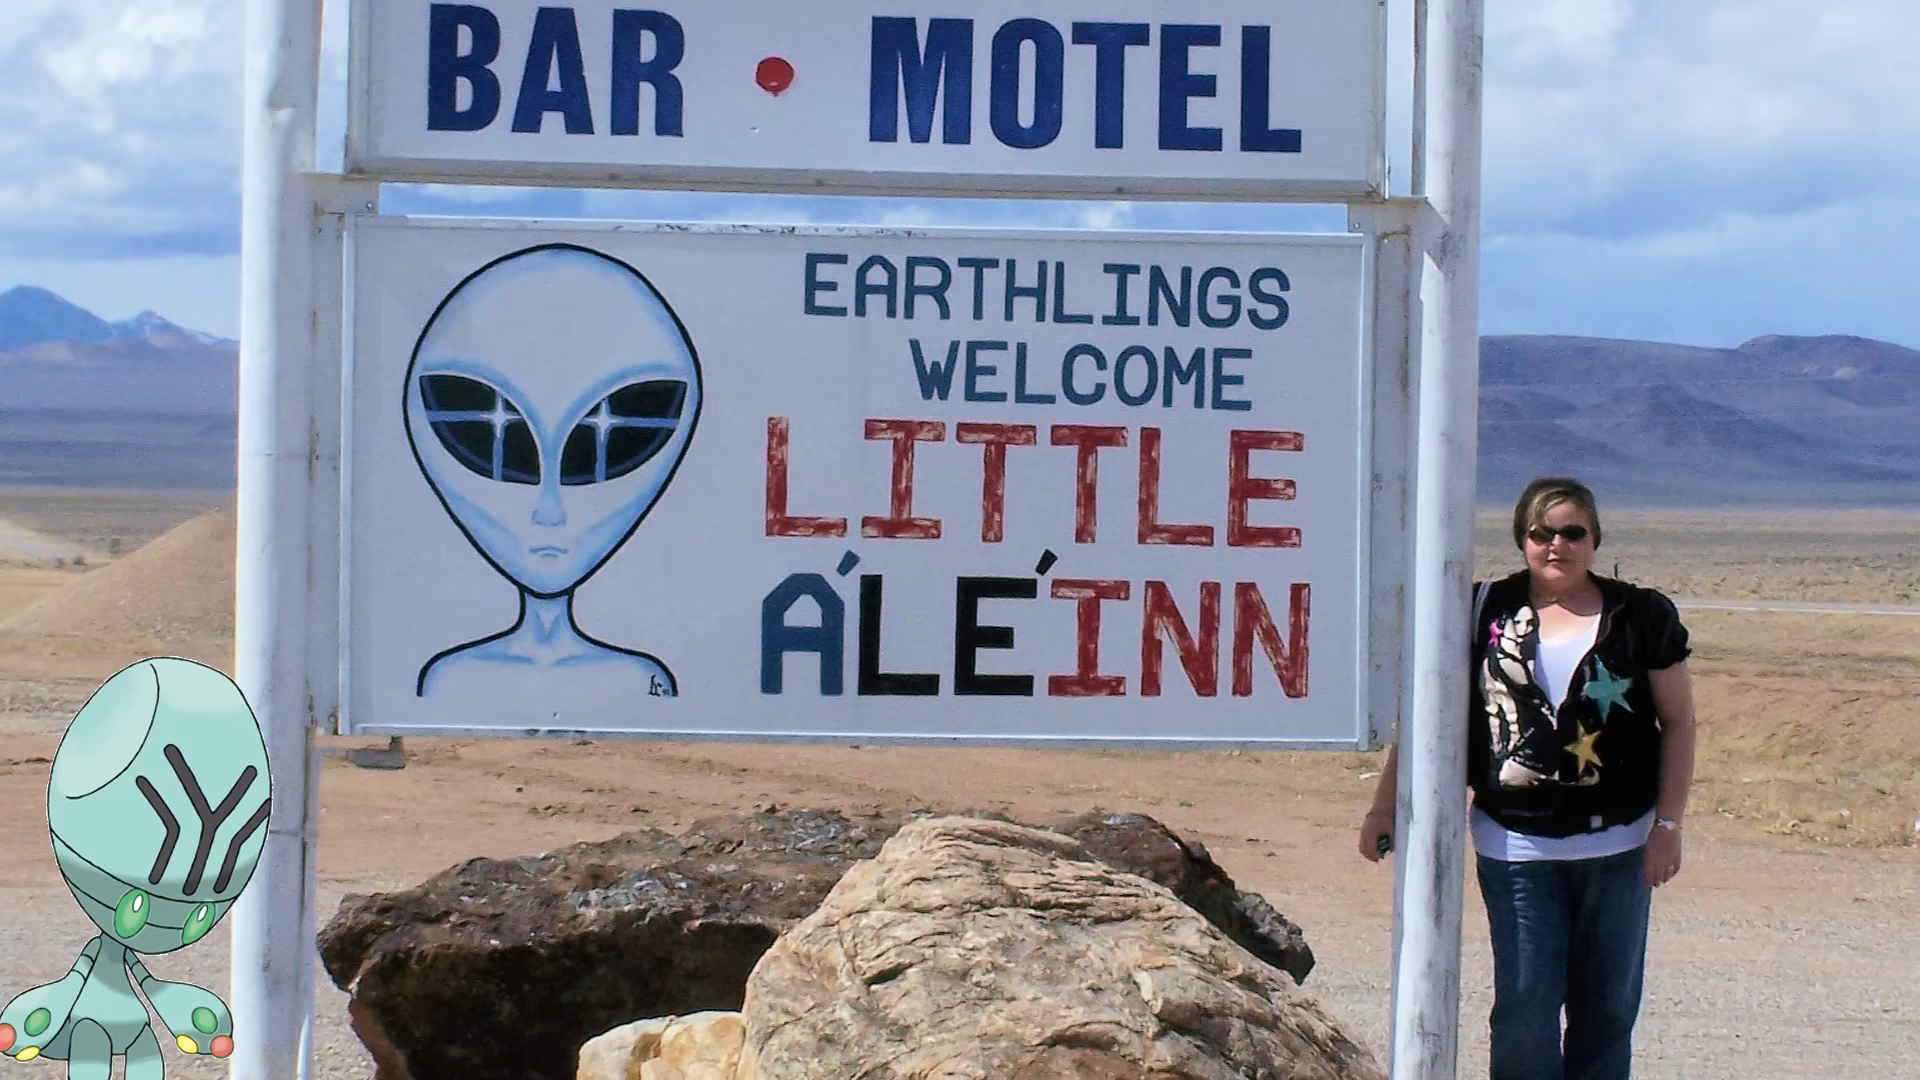 BAR • MOTEL
EARTHLINGS
WELCOME
LITTLE
A'LE'INN